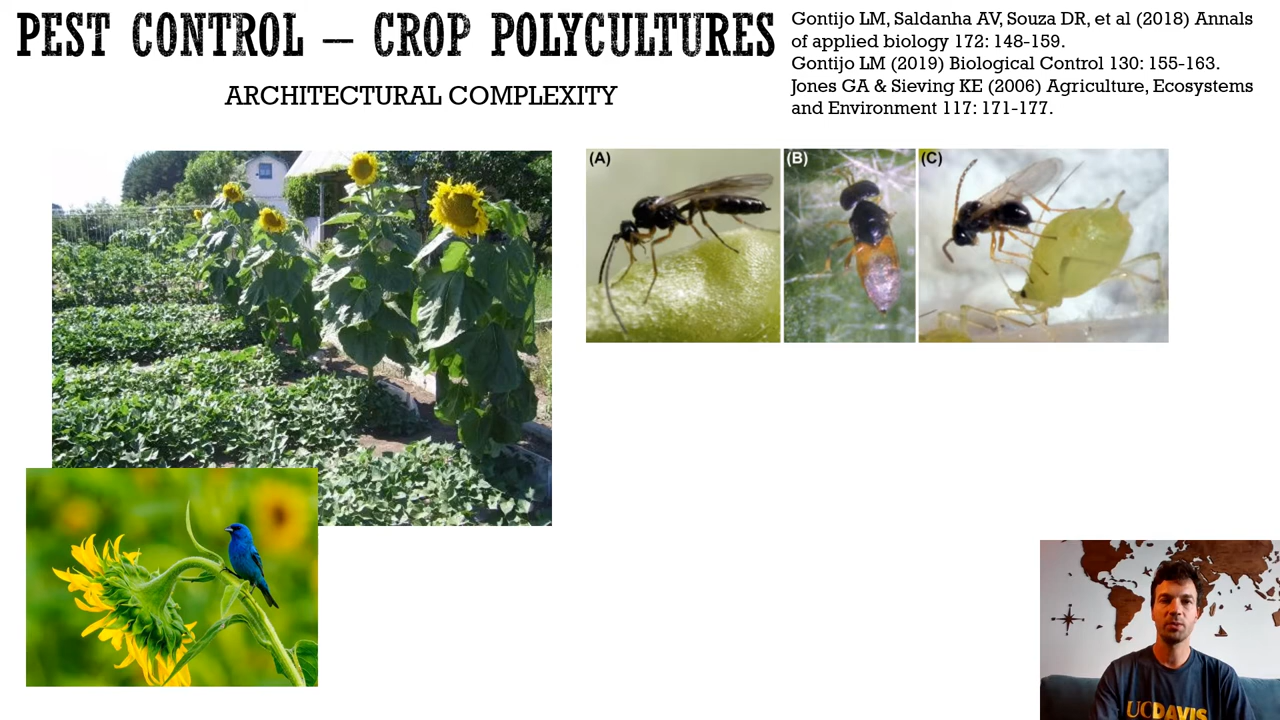 PEST CONTROL – CROP POLYCULTURES
ARCHITECTURAL COMPLEXITY
Gontijo LM, Saldanha AV, Souza DR, et al (2018) Annals
of applied biology 172: 148-159.
Gontijo LM (2019) Biological Control 130: 155-163.
Jones GA & Sieving KE (2006) Agriculture, Ecosystems
and Environment 117: 171-177.
(A)
(B)
(C)
UCDAVIS